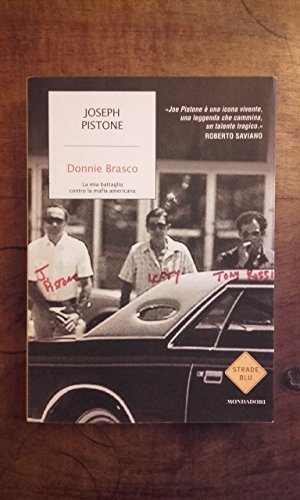 JOSEPH
PISTONE
Donnie Brasco
La mia battaglia
contro la mafia americana
«Joe Pistone è una icona vivente,
una leggenda che cammina,
un talento tragico.»
ROBERTO SAVIANO
J.
LEFTY
TONY ROSSI
STRADE
BLU
MONDADORI